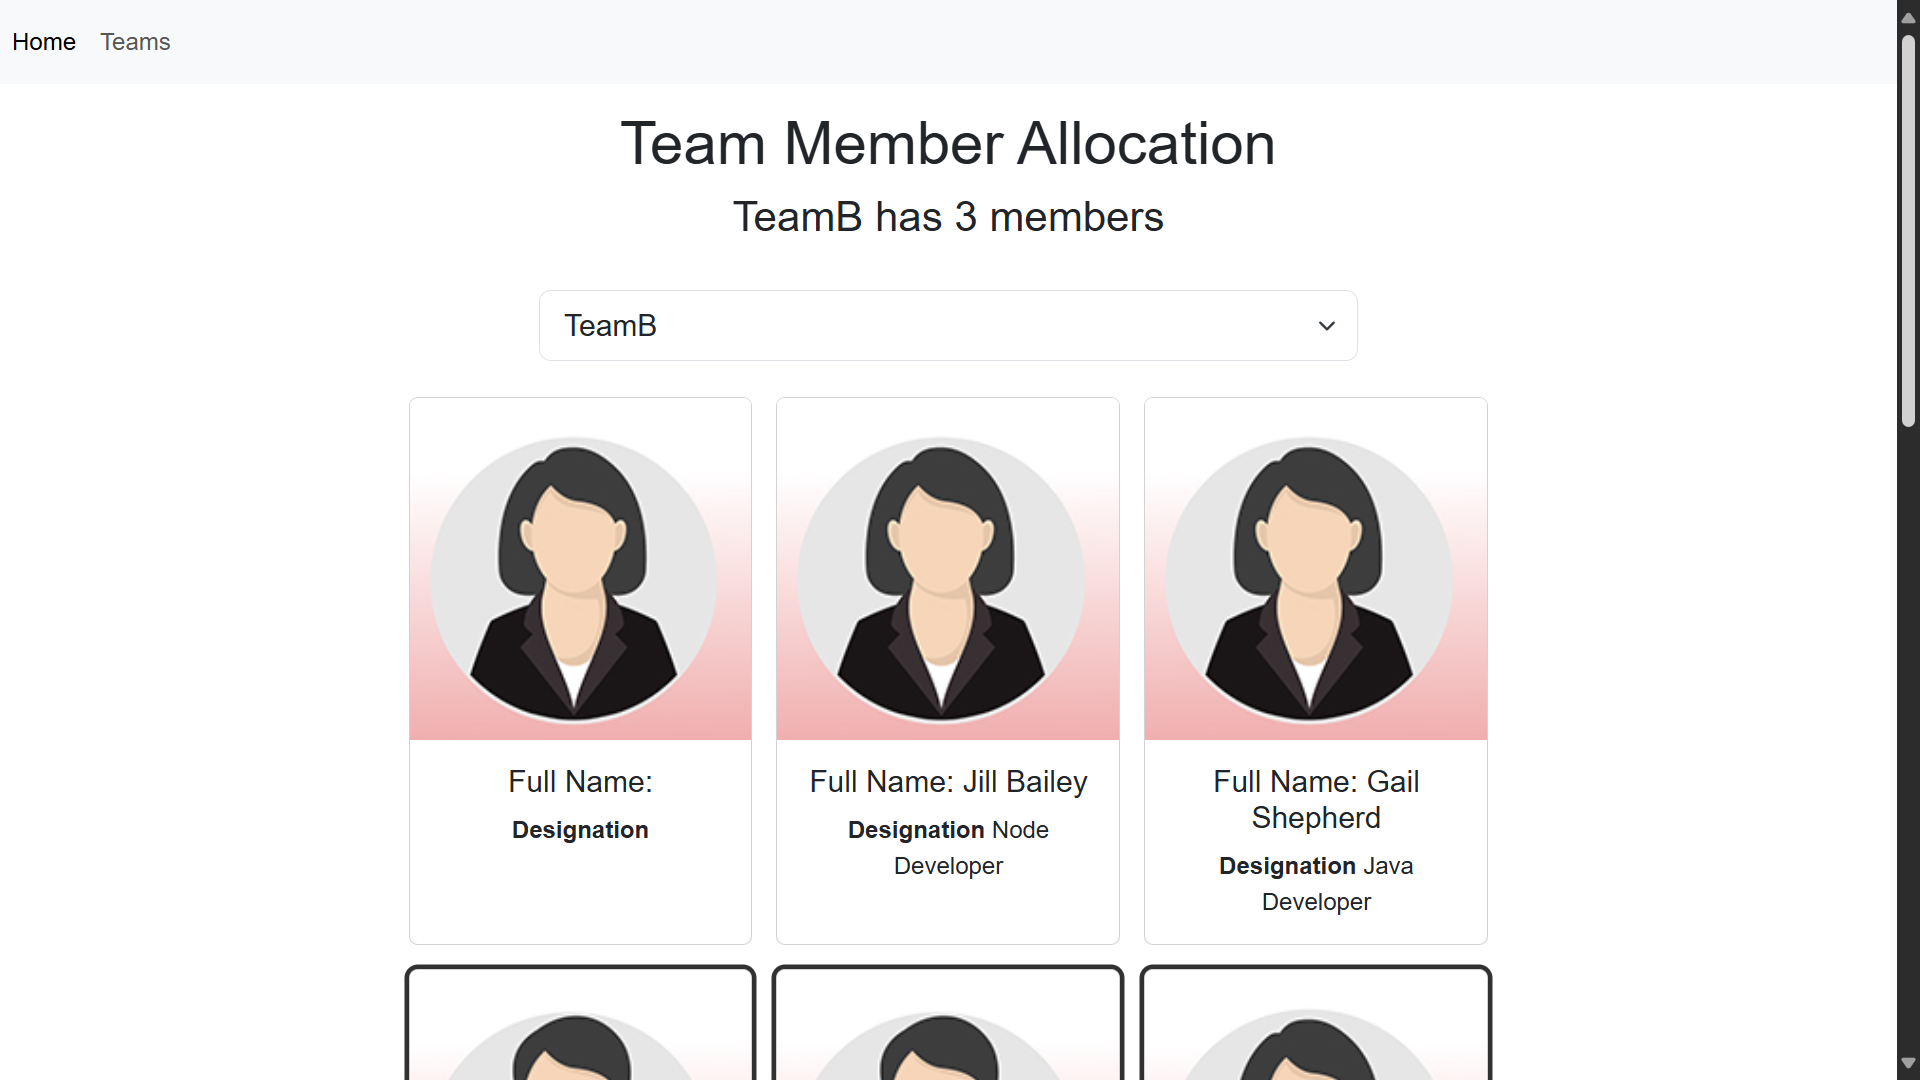 Home Teams
Team Member Allocation
TeamB has 3 members
TeamB
Full Name:
Designation
Full Name: Jill Bailey
Designation Node
Developer
Full Name: Gail
Shepherd
Designation Java
Developer